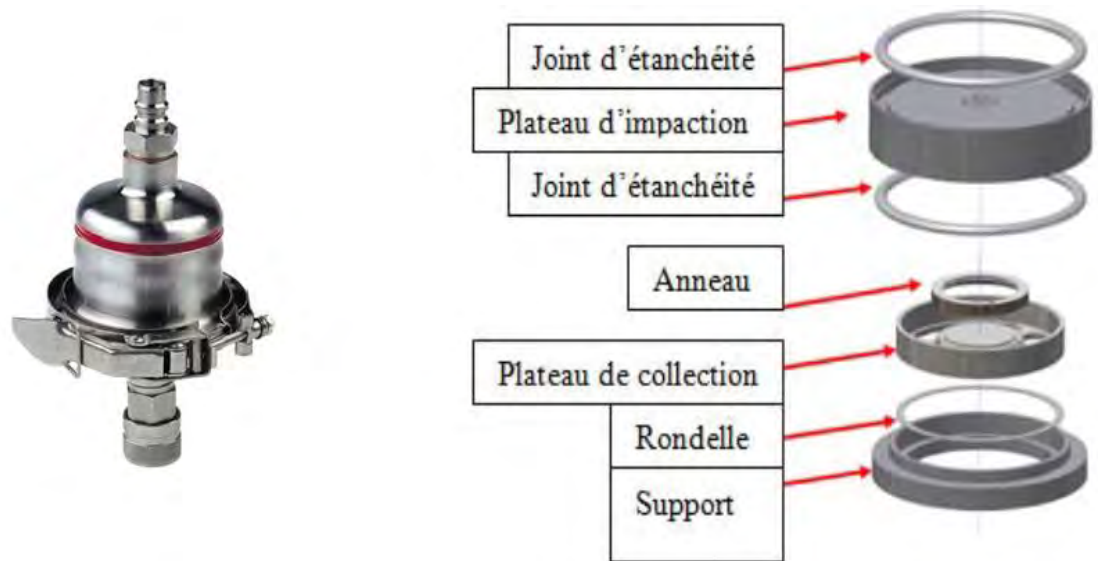 Joint d'étanchéité
Plateau d'impaction
Joint d'étanchéité
Anneau
Plateau de collection
Rondelle
Support